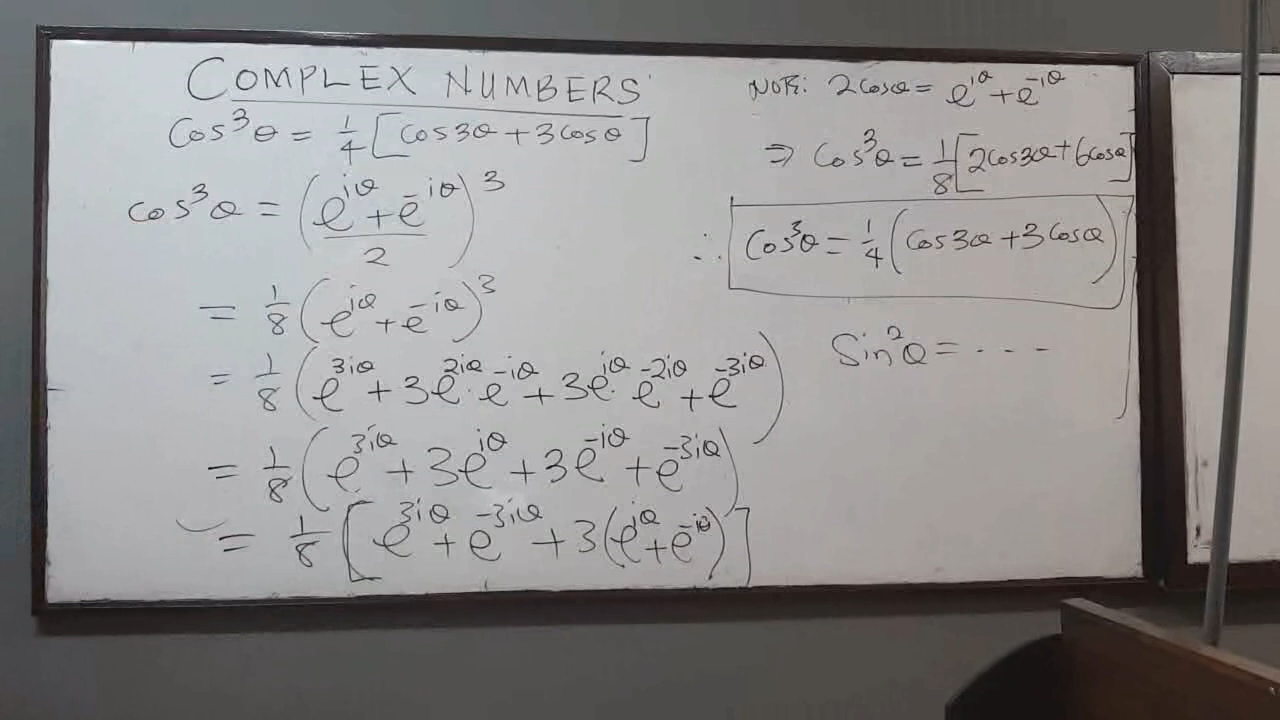 COMPLEX NUMBERS
Cos³θ = 1/4 [Cos3θ + 3Cosθ]
Cos³θ = ((e^{iθ} + e^{-iθ})/2)³
= 1/8 (e^{iθ} + e^{-iθ})³
= 1/8 (e^{3iθ} + 3e^{2iθ}·e^{-iθ} + 3e^{iθ}·e^{-2iθ} + e^{-3iθ})
= 1/8 (e^{3iθ} + 3e^{iθ} + 3e^{-iθ} + e^{-3iθ})
= 1/8 [e^{3iθ} + e^{-3iθ} + 3(e^{iθ} + e^{-iθ})]
NOTE: 2Cosθ = e^{iθ} + e^{-iθ}
⇒ Cos³θ = 1/8 [2Cos3θ + 6Cosθ]
∴ Cos³θ = 1/4 (Cos3θ + 3Cosθ)
Sin²θ = - - - -